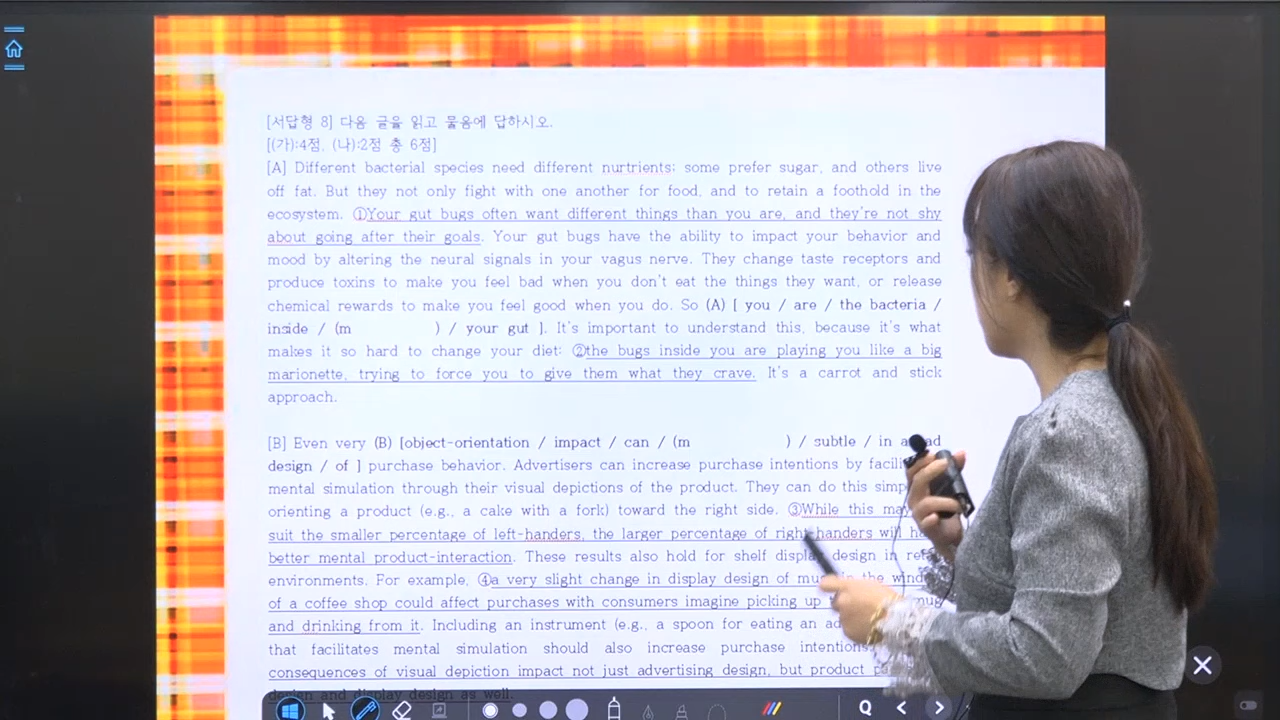 [서답형 8] 다음 글을 읽고 물음에 답하시오.
[(가):4점, (나):2점 총 6점]
[A] Different bacterial species need different nurtrients; some prefer sugar, and others live
off fat. But they not only fight with one another for food, and to retain a foothold in the
ecosystem. ①Your gut bugs often want different things than you are, and they're not shy
about going after their goals. Your gut bugs have the ability to impact your behavior and
mood by altering the neural signals in your vagus nerve. They change taste receptors and
produce toxins to make you feel bad when you don't eat the things they want, or release
chemical rewards to make you feel good when you do. So (A) [ you / are / the bacteria /
inside / (m ) / your gut ]. It's important to understand this, because it's what
makes it so hard to change your diet: ②the bugs inside you are playing you like a big
marionette, trying to force you to give them what they crave. It's a carrot and stick
approach.
[B] Even very (B) [object-orientation / impact / can / (m ) / subtle / in a
design / of ] purchase behavior. Advertisers can increase purchase intentions by
mental simulation through their visual depictions of the product. They can do this
orienting a product (e.g., a cake with a fork) toward the right side. ③While this may
suit the smaller percentage of left-handers, the larger percentage of right-handers will
better mental product-interaction. These results also hold for shelf display design in
environments. For example, ④a very slight change in display design of in the
of a coffee shop could affect purchases with consumers imagine picking up mug
and drinking from it. Including an instrument (e.g., a spoon for eating an
that facilitates mental simulation should also increase purchase
consequences of visual depiction impact not just advertising design, but product
design and display design as well.